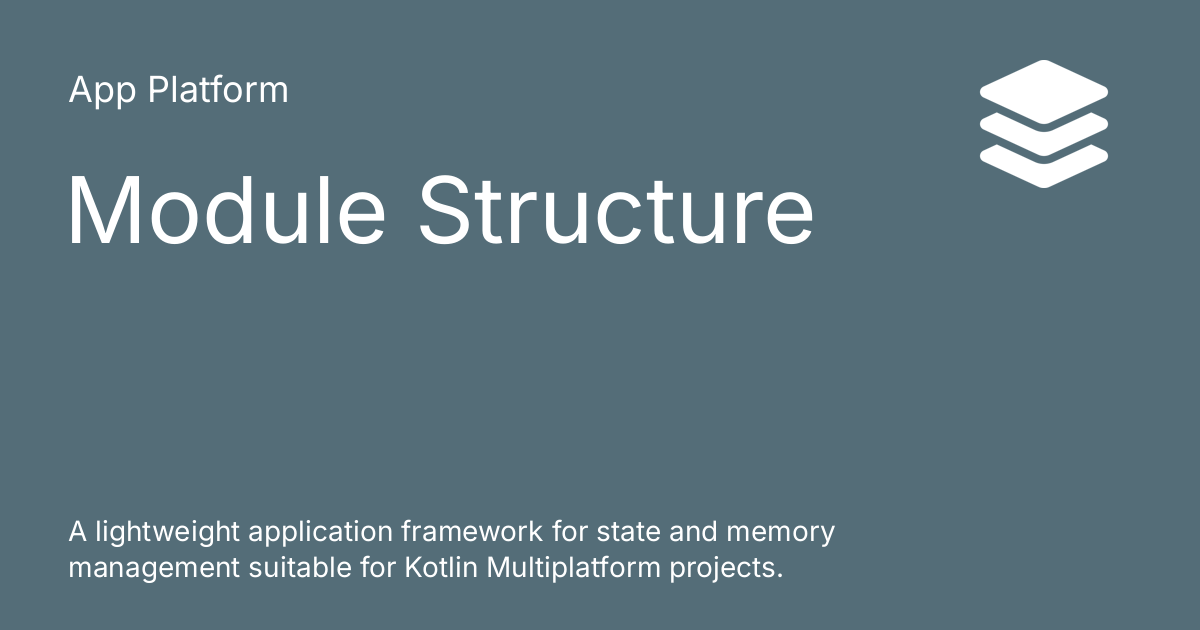 App Platform
Module Structure
A lightweight application framework for state and memory
management suitable for Kotlin Multiplatform projects.